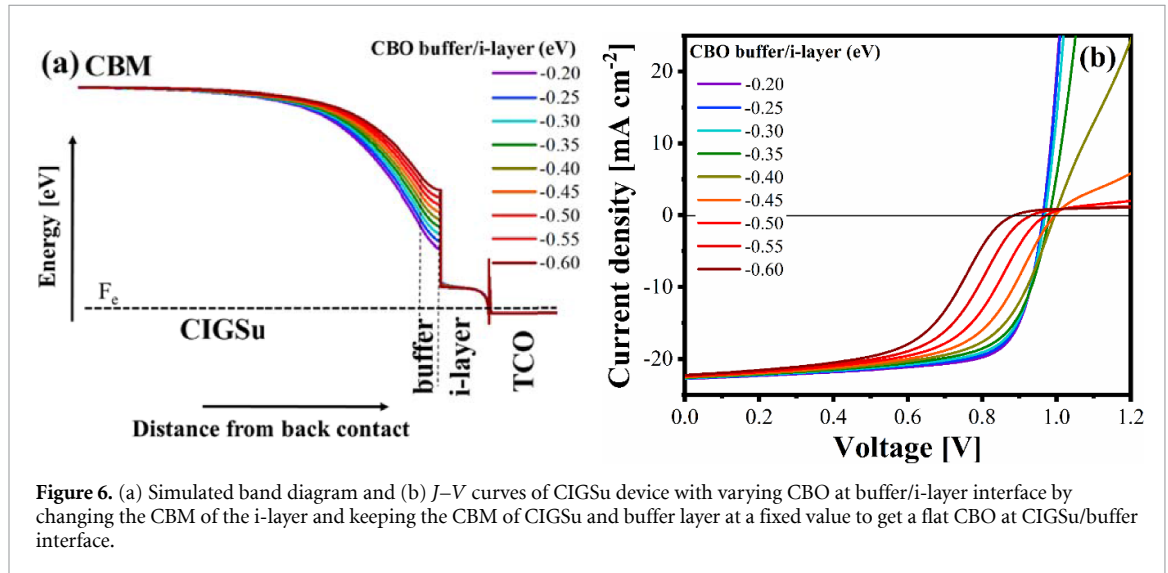 (a) CBM
CBO buffer/i-layer (eV)
-0.20
-0.25
-0.30
-0.35
-0.40
-0.45
-0.50
-0.55
-0.60
Energy [eV]
Fe
CIGSu
buffer
i-layer
TCO
Distance from back contact
(b)
CBO buffer/i-layer (eV)
-0.20
-0.25
-0.30
-0.35
-0.40
-0.45
-0.50
-0.55
-0.60
Current density [mA cm-2]
20
10
0
-10
-20
0.0 0.2 0.4 0.6 0.8 1.0 1.2
Voltage [V]
Figure 6. (a) Simulated band diagram and (b) J–V curves of CIGSu device with varying CBO at buffer/i-layer interface by
changing the CBM of the i-layer and keeping the CBM of CIGSu and buffer layer at a fixed value to get a flat CBO at CIGSu/buffer
interface.